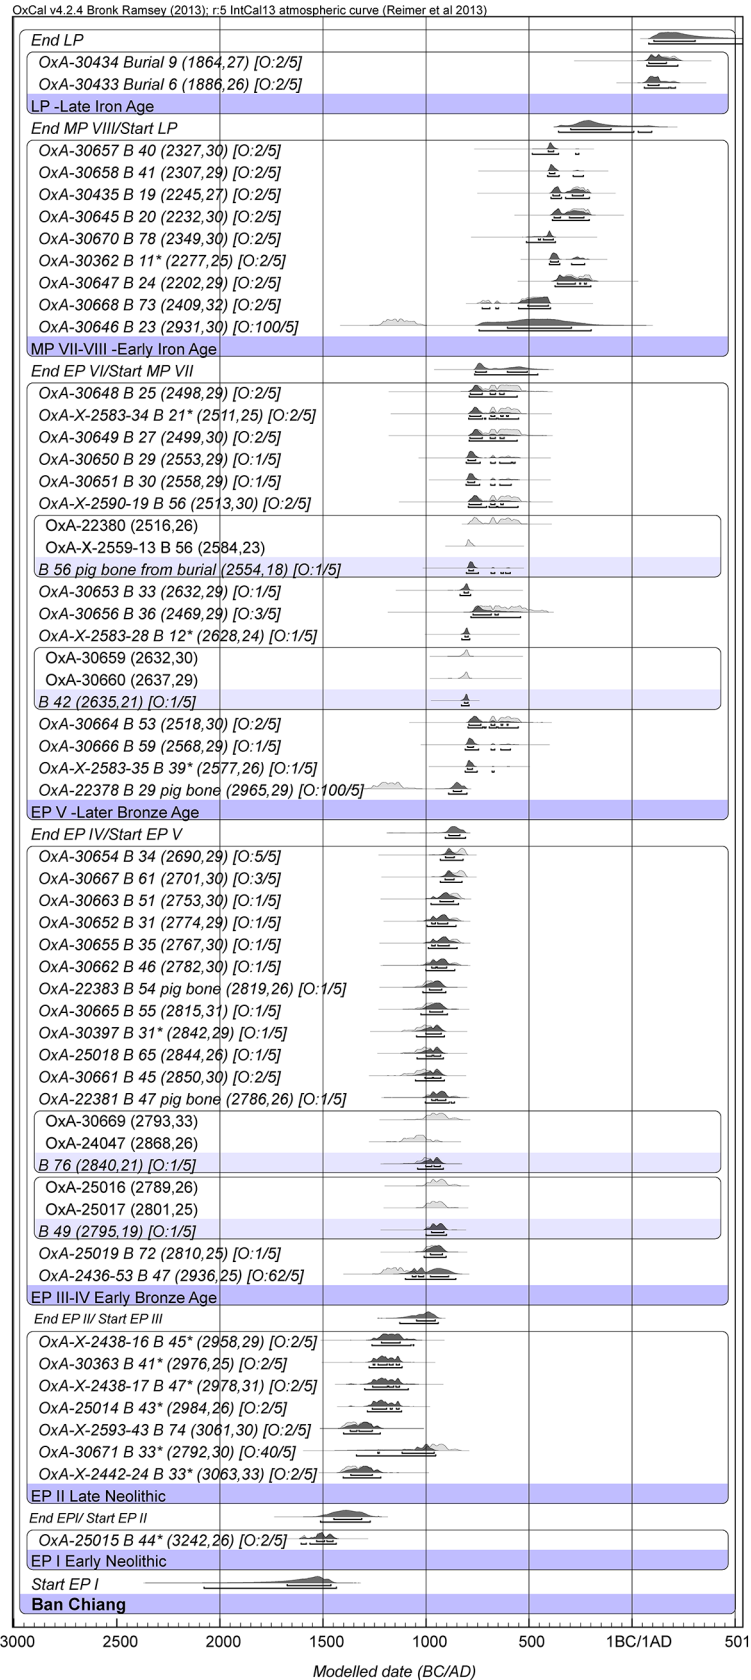 OxCal v4.2.4 Bronk Ramsey (2013); r:5 IntCal13 atmospheric curve (Reimer et al 2013)
End LP
OxA-30434 Burial 9 (1864,27) [O:2/5]
OxA-30433 Burial 6 (1886,26) [O:2/5]
LP -Late Iron Age
End MP VIII/Start LP
OxA-30657 B 40 (2327,30) [O:2/5]
OxA-30658 B 41 (2307,29) [O:2/5]
OxA-30435 B 19 (2245,27) [O:2/5]
OxA-30645 B 20 (2232,30) [O:2/5]
OxA-30670 B 78 (2349,30) [O:2/5]
OxA-30362 B 11* (2277,25) [O:2/5]
OxA-30647 B 24 (2202,29) [O:2/5]
OxA-30668 B 73 (2409,32) [O:2/5]
OxA-30646 B 23 (2931,30) [O:100/5]
MP VII-VIII -Early Iron Age
End EP VI/Start MP VII
OxA-30648 B 25 (2498,29) [O:2/5]
OxA-X-2583-34 B 21* (2511,25) [O:2/5]
OxA-30649 B 27 (2499,30) [O:2/5]
OxA-30650 B 29 (2553,29) [O:1/5]
OxA-30651 B 30 (2558,29) [O:1/5]
OxA-X-2590-19 B 56 (2513,30) [O:2/5]
OxA-22380 (2516,26)
OxA-X-2559-13 B 56 (2584,23)
B 56 pig bone from burial (2554,18) [O:1/5]
OxA-30653 B 33 (2632,29) [O:1/5]
OxA-30656 B 36 (2469,29) [O:3/5]
OxA-X-2583-28 B 12* (2628,24) [O:1/5]
OxA-30659 (2632,30)
OxA-30660 (2637,29)
B 42 (2635,21) [O:1/5]
OxA-30664 B 53 (2518,30) [O:2/5]
OxA-30666 B 59 (2568,29) [O:1/5]
OxA-X-2583-35 B 39* (2577,26) [O:1/5]
OxA-22378 B 29 pig bone (2965,29) [O:100/5]
EP V -Later Bronze Age
End EP IV/Start EP V
OxA-30654 B 34 (2690,29) [O:5/5]
OxA-30667 B 61 (2701,30) [O:3/5]
OxA-30663 B 51 (2753,30) [O:1/5]
OxA-30652 B 31 (2774,29) [O:1/5]
OxA-30655 B 35 (2767,30) [O:1/5]
OxA-30662 B 46 (2782,30) [O:1/5]
OxA-22383 B 54 pig bone (2819,26) [O:1/5]
OxA-30665 B 55 (2815,31) [O:1/5]
OxA-30397 B 31* (2842,29) [O:1/5]
OxA-25018 B 65 (2844,26) [O:1/5]
OxA-30661 B 45 (2850,30) [O:2/5]
OxA-22381 B 47 pig bone (2786,26) [O:1/5]
OxA-30669 (2793,33)
OxA-24047 (2868,26)
B 76 (2840,21) [O:1/5]
OxA-25016 (2789,26)
OxA-25017 (2801,25)
B 49 (2795,19) [O:1/5]
OxA-25019 B 72 (2810,25) [O:1/5]
OxA-2436-53 B 47 (2936,25) [O:62/5]
EP III-IV Early Bronze Age
End EP II/ Start EP III
OxA-X-2438-16 B 45* (2958,29) [O:2/5]
OxA-30363 B 41* (2976,25) [O:2/5]
OxA-X-2438-17 B 47* (2978,31) [O:2/5]
OxA-25014 B 43* (2984,26) [O:2/5]
OxA-X-2593-43 B 74 (3061,30) [O:2/5]
OxA-30671 B 33* (2792,30) [O:40/5]
OxA-X-2442-24 B 33* (3063,33) [O:2/5]
EP II Late Neolithic
End EPI/ Start EP II
OxA-25015 B 44* (3242,26) [O:2/5]
EP I Early Neolithic
Start EP I
Ban Chiang
3000 2500 2000 1500 1000 500 1BC/1AD 501
Modelled date (BC/AD)